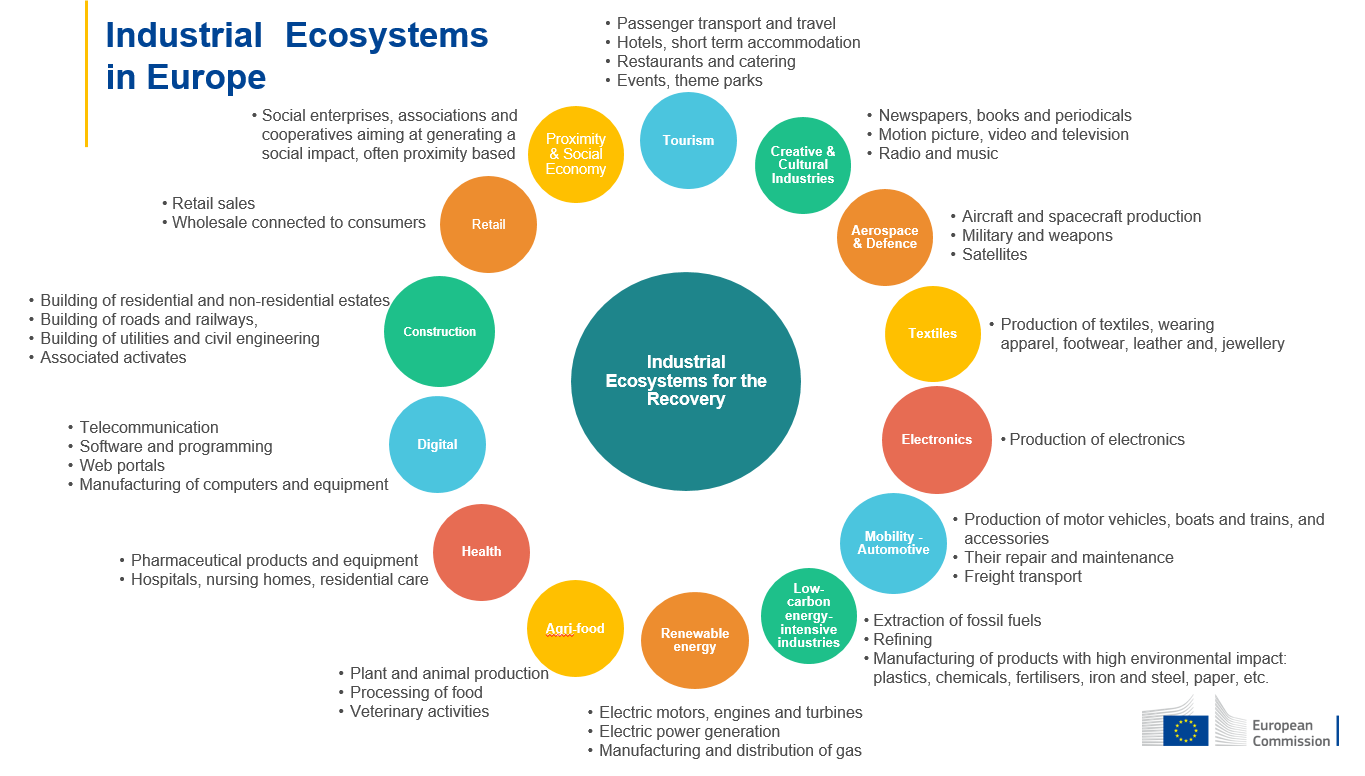 Industrial Ecosystems
in Europe
• Passenger transport and travel
• Hotels, short term accommodation
• Restaurants and catering
• Events, theme parks
Tourism
• Newspapers, books and periodicals
• Motion picture, video and television
• Radio and music
Creative &
Cultural
Industries
• Aircraft and spacecraft production
• Military and weapons
• Satellites
Aerospace
& Defence
• Production of textiles, wearing
apparel, footwear, leather and, jewellery
Textiles
• Production of electronics
Electronics
• Production of motor vehicles, boats and trains, and
accessories
• Their repair and maintenance
• Freight transport
Mobility -
Automotive
• Extraction of fossil fuels
• Refining
• Manufacturing of products with high environmental impact:
plastics, chemicals, fertilisers, iron and steel, paper, etc.
Low-
carbon
energy-
intensive
industries
• Electric motors, engines and turbines
• Electric power generation
• Manufacturing and distribution of gas
Renewable
energy
• Plant and animal production
• Processing of food
• Veterinary activities
Agri-food
• Pharmaceutical products and equipment
• Hospitals, nursing homes, residential care
Health
• Telecommunication
• Software and programming
• Web portals
• Manufacturing of computers and equipment
Digital
• Building of residential and non-residential estates
• Building of roads and railways,
• Building of utilities and civil engineering
• Associated activates
Construction
• Retail sales
• Wholesale connected to consumers
Retail
• Social enterprises, associations and
cooperatives aiming at generating a
social impact, often proximity based
Proximity
& Social
Economy
Industrial
Ecosystems for the
Recovery
European
Commission